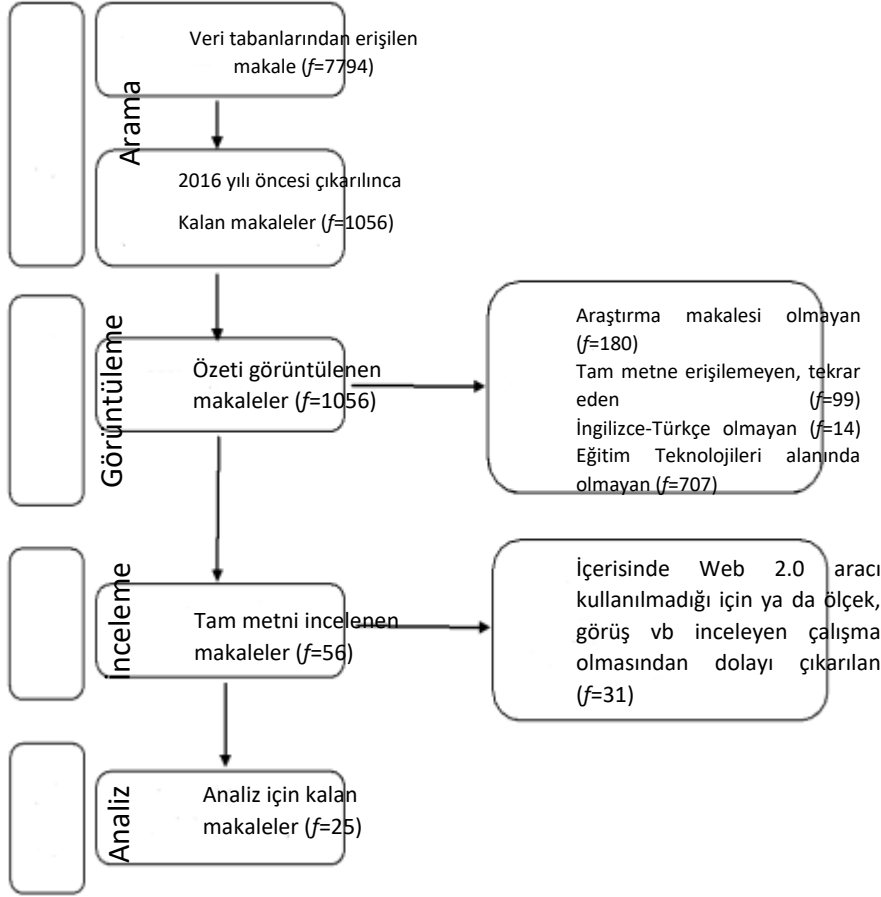 Arama
Veri tabanlarından erişilen
makale (f=7794)
2016 yılı öncesi çıkarılınca
Kalan makaleler (f=1056)
Görüntüleme
Özeti görüntülenen
makaleler (f=1056)
Araştırma makalesi olmayan
(f=180)
Tam metne erişilemeyen, tekrar
eden (f=99)
İngilizce-Türkçe olmayan (f=14)
Eğitim Teknolojileri alanında
olmayan (f=707)
İnceleme
Tam metni incelenen
makaleler (f=56)
İçerisinde Web 2.0 aracı
kullanılmadığı için ya da ölçek,
görüş vb inceleyen çalışma
olmasından dolayı çıkarılan
(f=31)
Analiz
Analiz için kalan
makaleler (f=25)